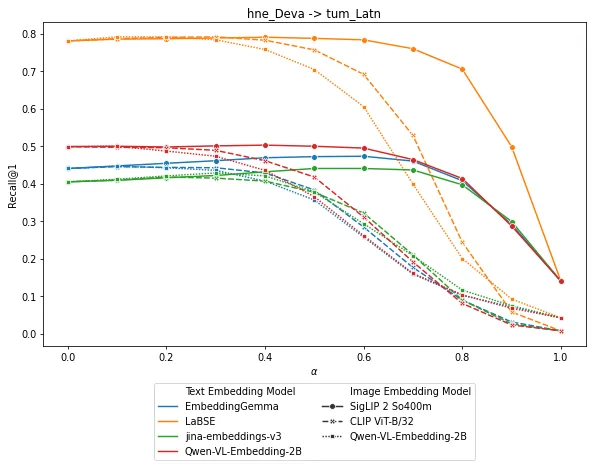 hne_Deva -> tum_Latn
0.8
0.7
0.6
0.5
0.4
0.3
0.2
0.1
0.0
Recall@1
0.0 0.2 0.4 0.6 0.8 1.0
α
Text Embedding Model Image Embedding Model
EmbeddingGemma SigLIP 2 So400m
LaBSE CLIP ViT-B/32
jina-embeddings-v3 Qwen-VL-Embedding-2B
Qwen-VL-Embedding-2B